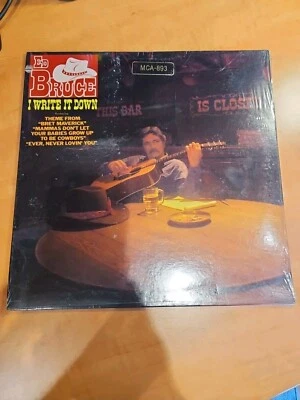 ED
BRUCE
I WRITE IT DOWN
THEME FROM
"BRET MAVERICK"
"MAMMAS DON'T LET
YOUR BABIES GROW UP
TO BE COWBOYS"
"EVER, NEVER LOVIN' YOU"
MCA-893
THIS BAR
IS CLOSE